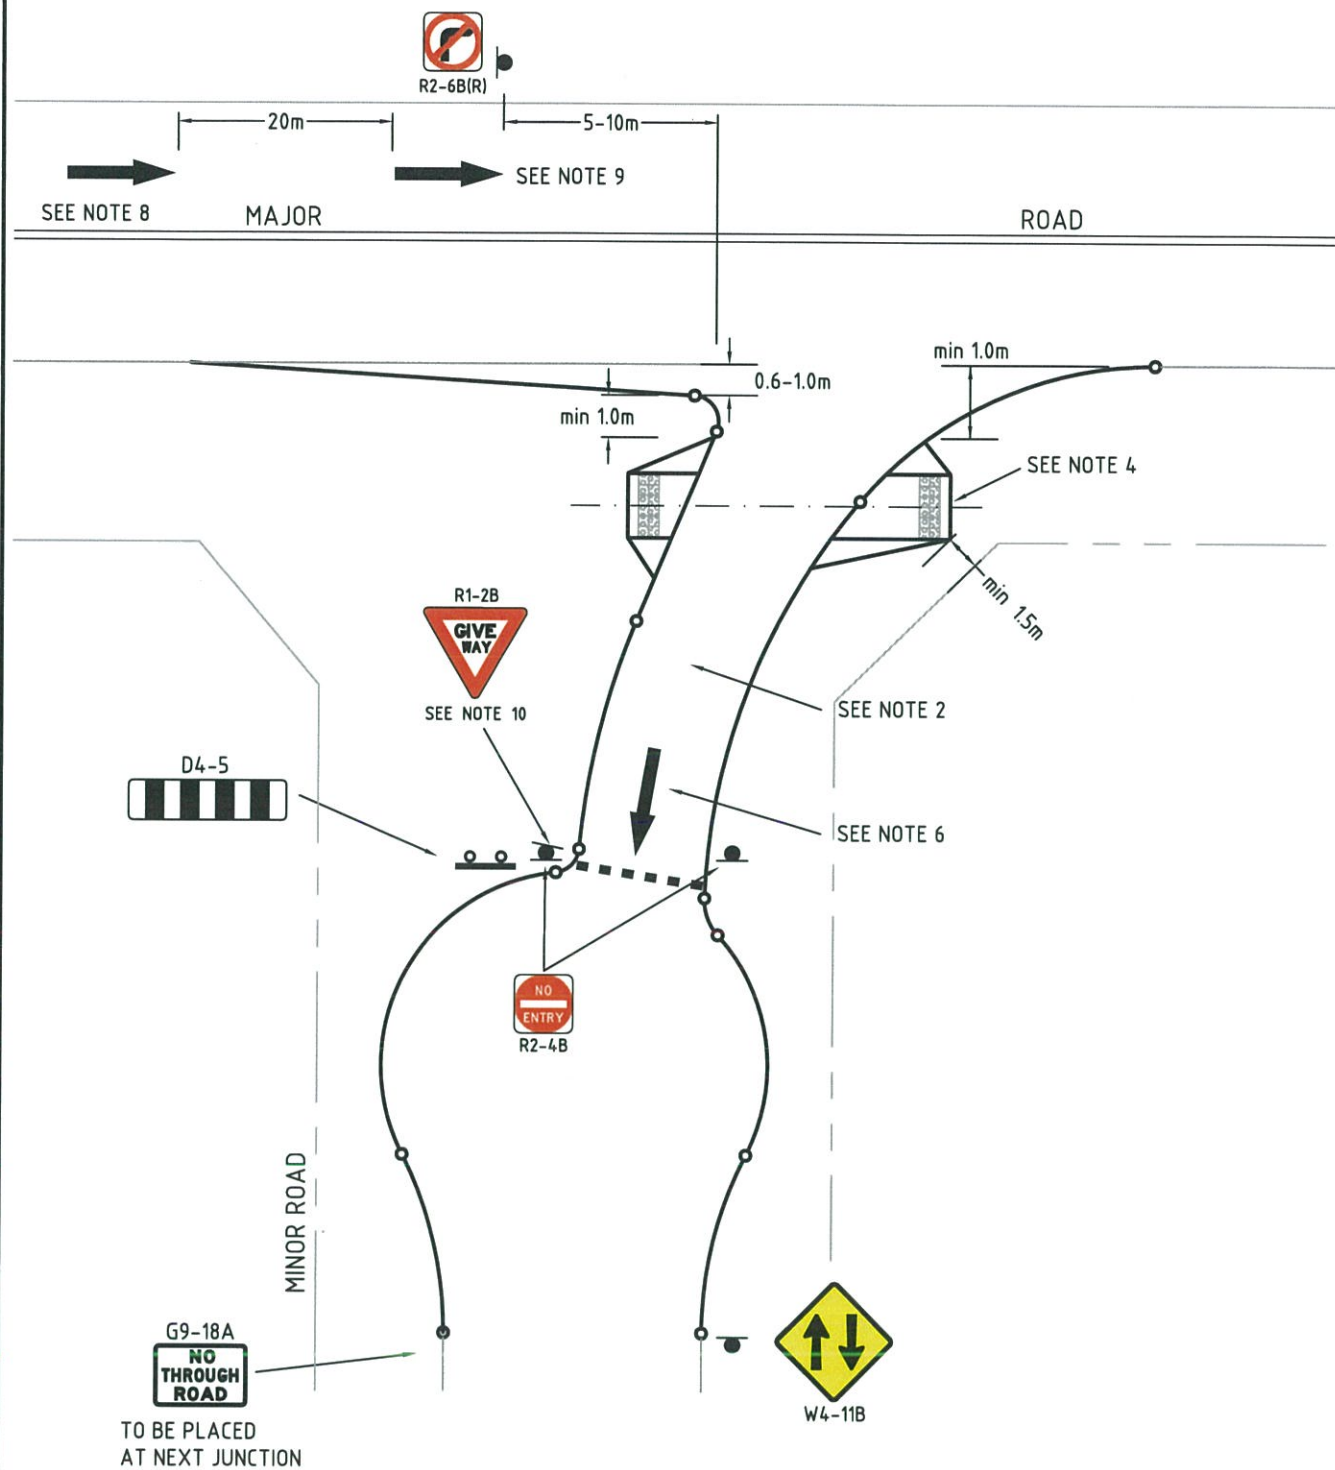 R2-6B(R)
20m
5-10m
SEE NOTE 9
SEE NOTE 8
MAJOR
ROAD
min 1.0m
0.6-1.0m
min 1.0m
SEE NOTE 4
min 1.5m
R1-2B
GIVE
WAY
SEE NOTE 10
SEE NOTE 2
D4-5
SEE NOTE 6
NO
ENTRY
R2-4B
MINOR ROAD
G9-18A
NO
THROUGH
ROAD
TO BE PLACED
AT NEXT JUNCTION
W4-11B